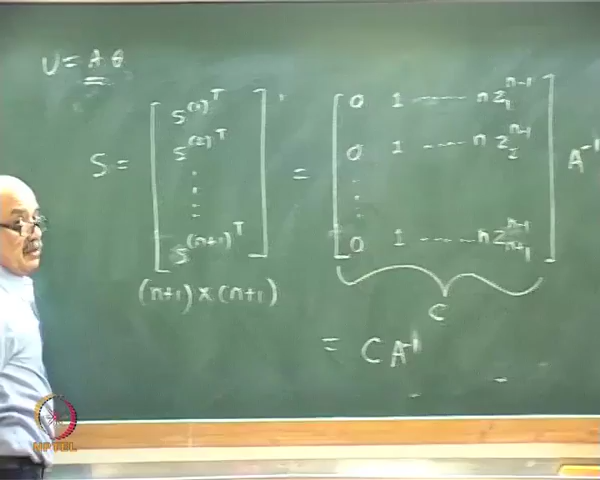 U = A θ
S = [ S^(1)^T S^(2)^T ⋮ S^(n+1)^T ] = [ 0 1 ...... n z_1^{n-1} ; 0 1 ...... n z_2^{n-1} ; ⋮ ; 0 1 ...... n z_{n+1}^{n-1} ] A^{-1}
(n+1) × (n+1)
C
= C A^{-1}
NPTEL